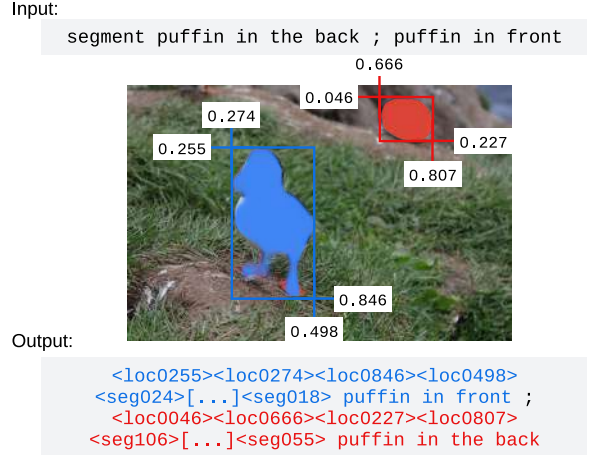 Input:
segment puffin in the back ; puffin in front
0.666
0.046
0.274
0.255
0.227
0.807
0.846
0.498
Output:
<loc0255><loc0274><loc0846><loc0498>
<seg024>[...]<seg018> puffin in front ;
<loc0046><loc0666><loc0227><loc0807>
<seg106>[...]<seg055> puffin in the back